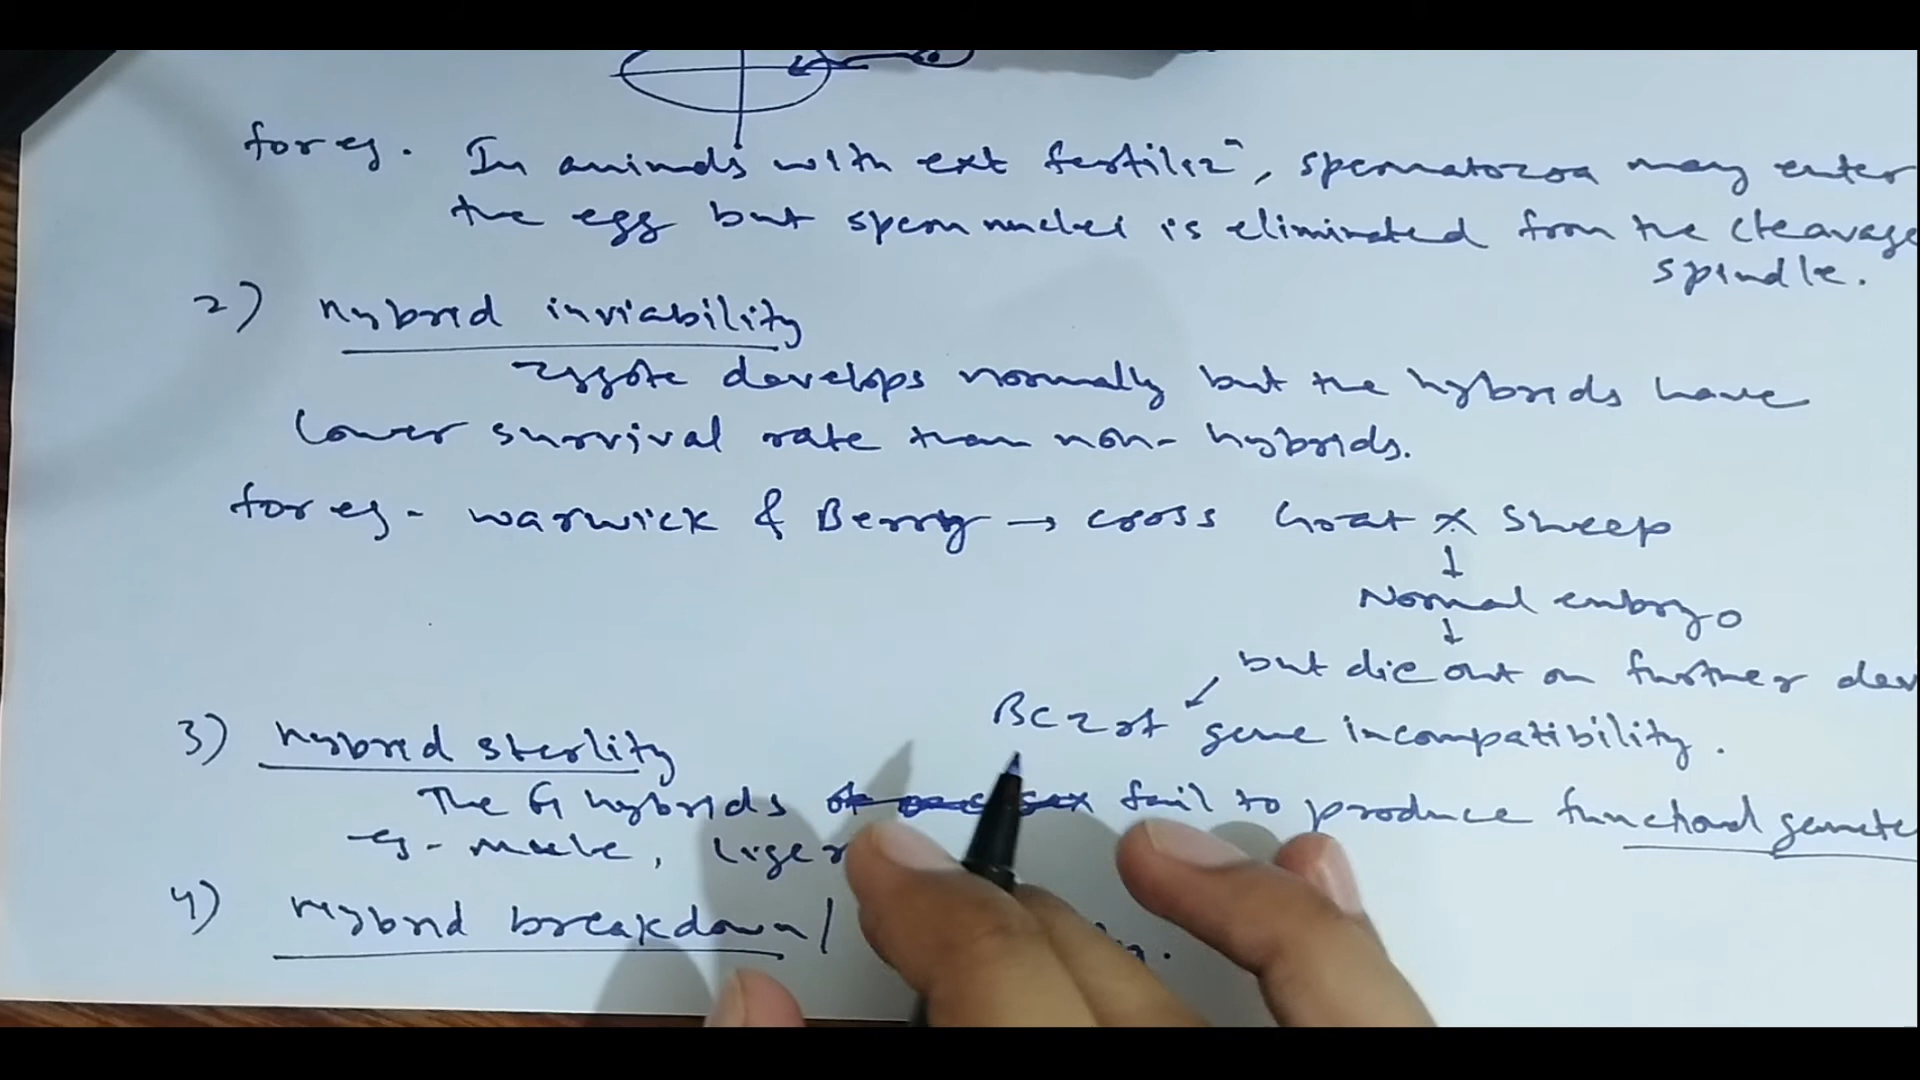 for eg. In animals with ext fertilizn, spermatozoa may enter
the egg but sperm nuclei is eliminated from the cleavage
spindle.
2) Hybrid inviability
Zygote develops normally but the hybrids have
lower survival rate than non-hybrids.
for eg - Warwick & Berry → cross Goat x Sheep
↓
Normal embryo
↓
but die out on further dev
BCz of gene incompatibility.
3) Hybrid sterlity
The hybrids fail to produce functional gamete
eg - mule, liger
4) Hybrid breakdown/